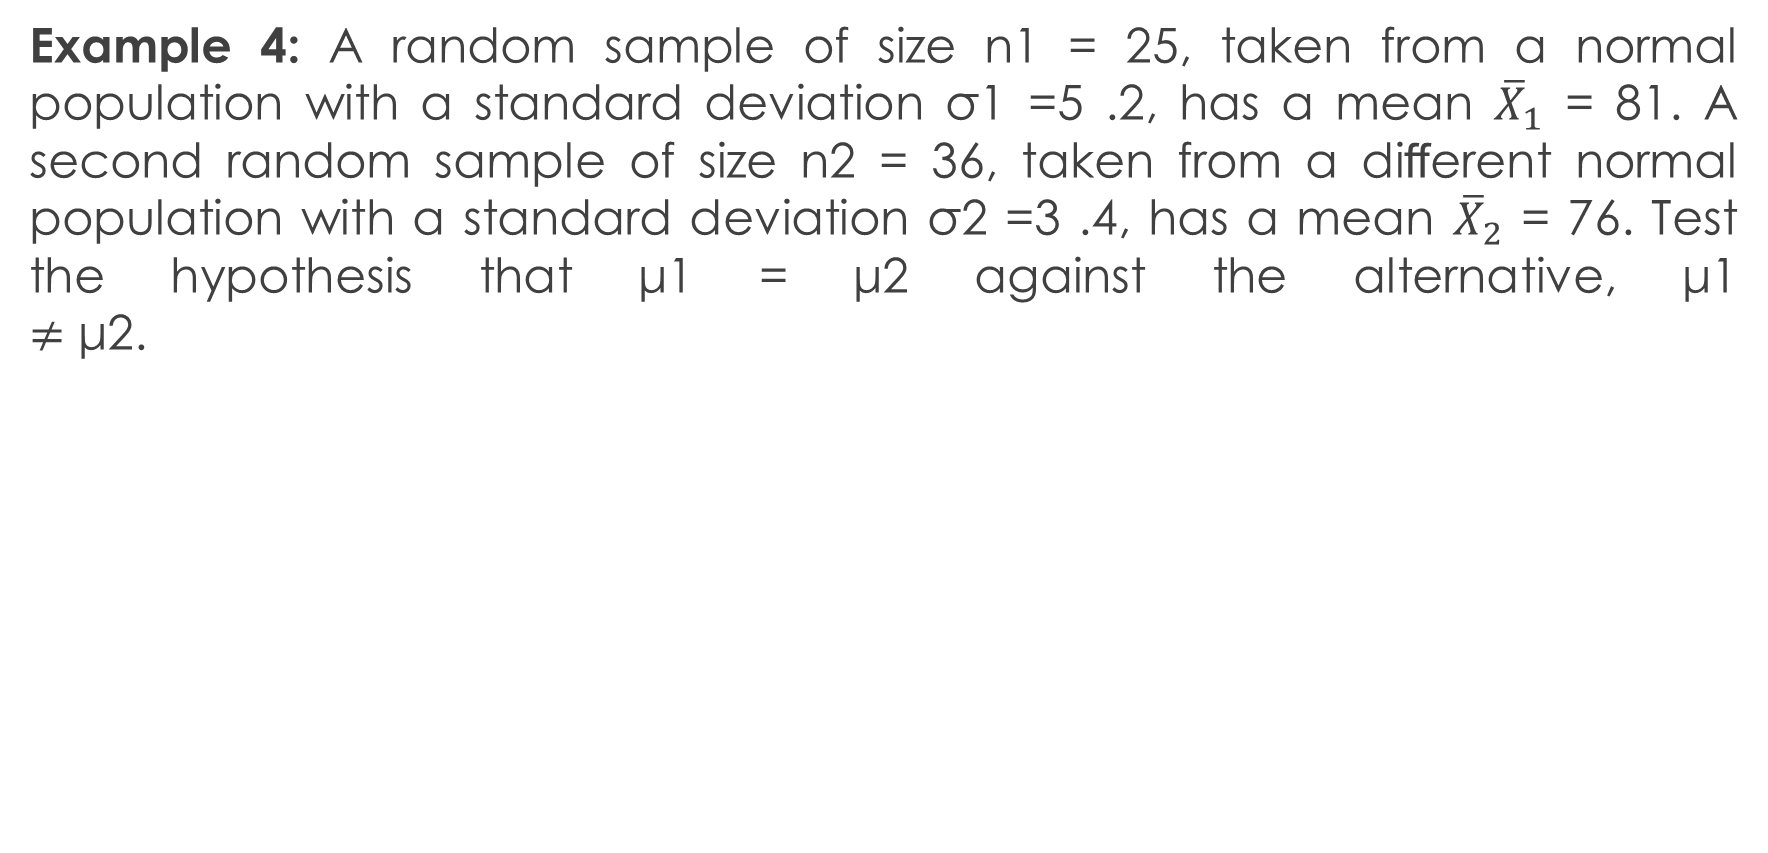 Example 4: A random sample of size n1 = 25, taken from a normal
population with a standard deviation σ1 =5 .2, has a mean X̅₁ = 81. A
second random sample of size n2 = 36, taken from a different normal
population with a standard deviation σ2 =3 .4, has a mean X̅₂ = 76. Test
the hypothesis that µ1 = µ2 against the alternative, µ1
≠ µ2.